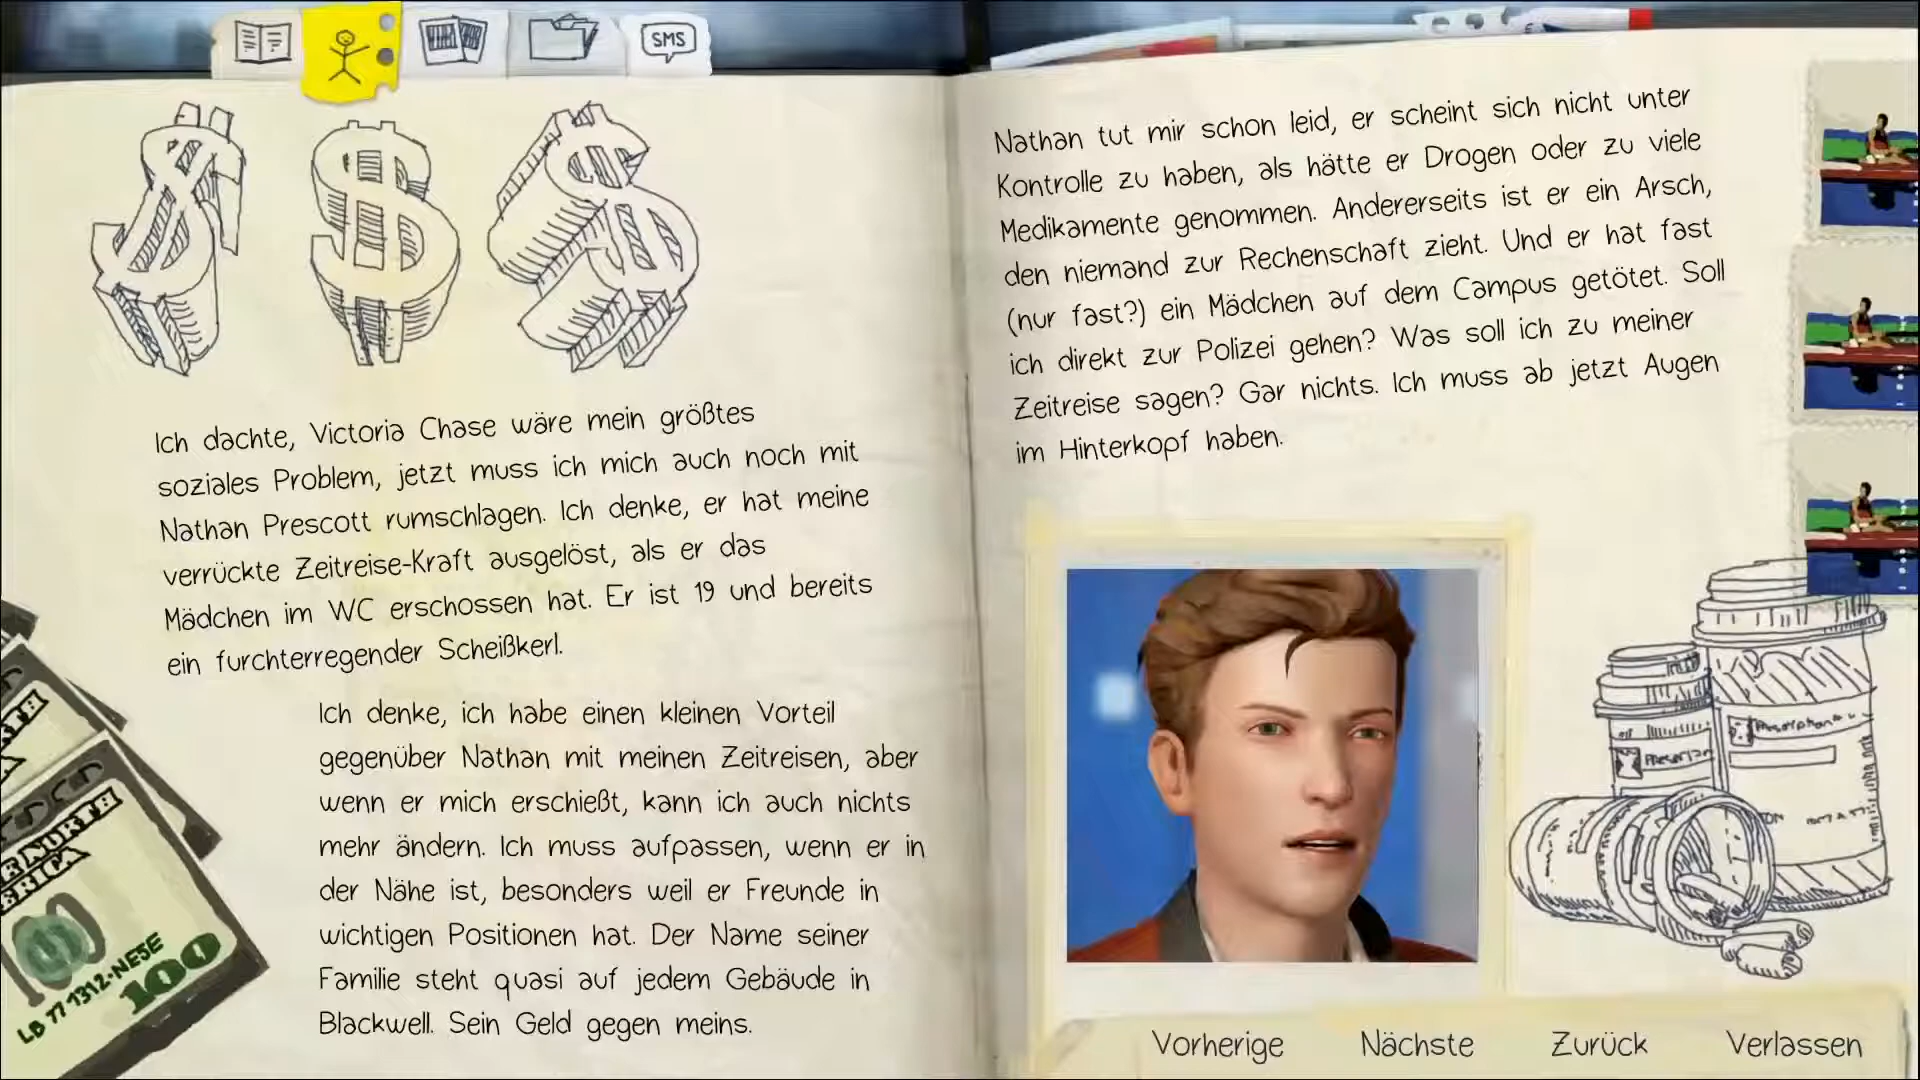 SMS
Ich dachte, Victoria Chase wäre mein größtes
soziales Problem, jetzt muss ich mich auch noch mit
Nathan Prescott rumschlagen. Ich denke, er hat meine
verrückte Zeitreise-Kraft ausgelöst, als er das
Mädchen im WC erschossen hat. Er ist 19 und bereits
ein furchterregender Scheißkerl.
Ich denke, ich habe einen kleinen Vorteil
gegenüber Nathan mit meinen Zeitreisen, aber
wenn er mich erschießt, kann ich auch nichts
mehr ändern. Ich muss aufpassen, wenn er in
der Nähe ist, besonders weil er Freunde in
wichtigen Positionen hat. Der Name seiner
Familie steht quasi auf jedem Gebäude in
Blackwell. Sein Geld gegen meins.
100
LB 77 1312-NESE
100
Nathan tut mir schon leid, er scheint sich nicht unter
Kontrolle zu haben, als hätte er Drogen oder zu viele
Medikamente genommen. Andererseits ist er ein Arsch,
den niemand zur Rechenschaft zieht. Und er hat fast
(nur fast?) ein Mädchen auf dem Campus getötet. Soll
ich direkt zur Polizei gehen? Was soll ich zu meiner
Zeitreise sagen? Gar nichts. Ich muss ab jetzt Augen
im Hinterkopf haben.
Vorherige
Nächste
Zurück
Verlassen